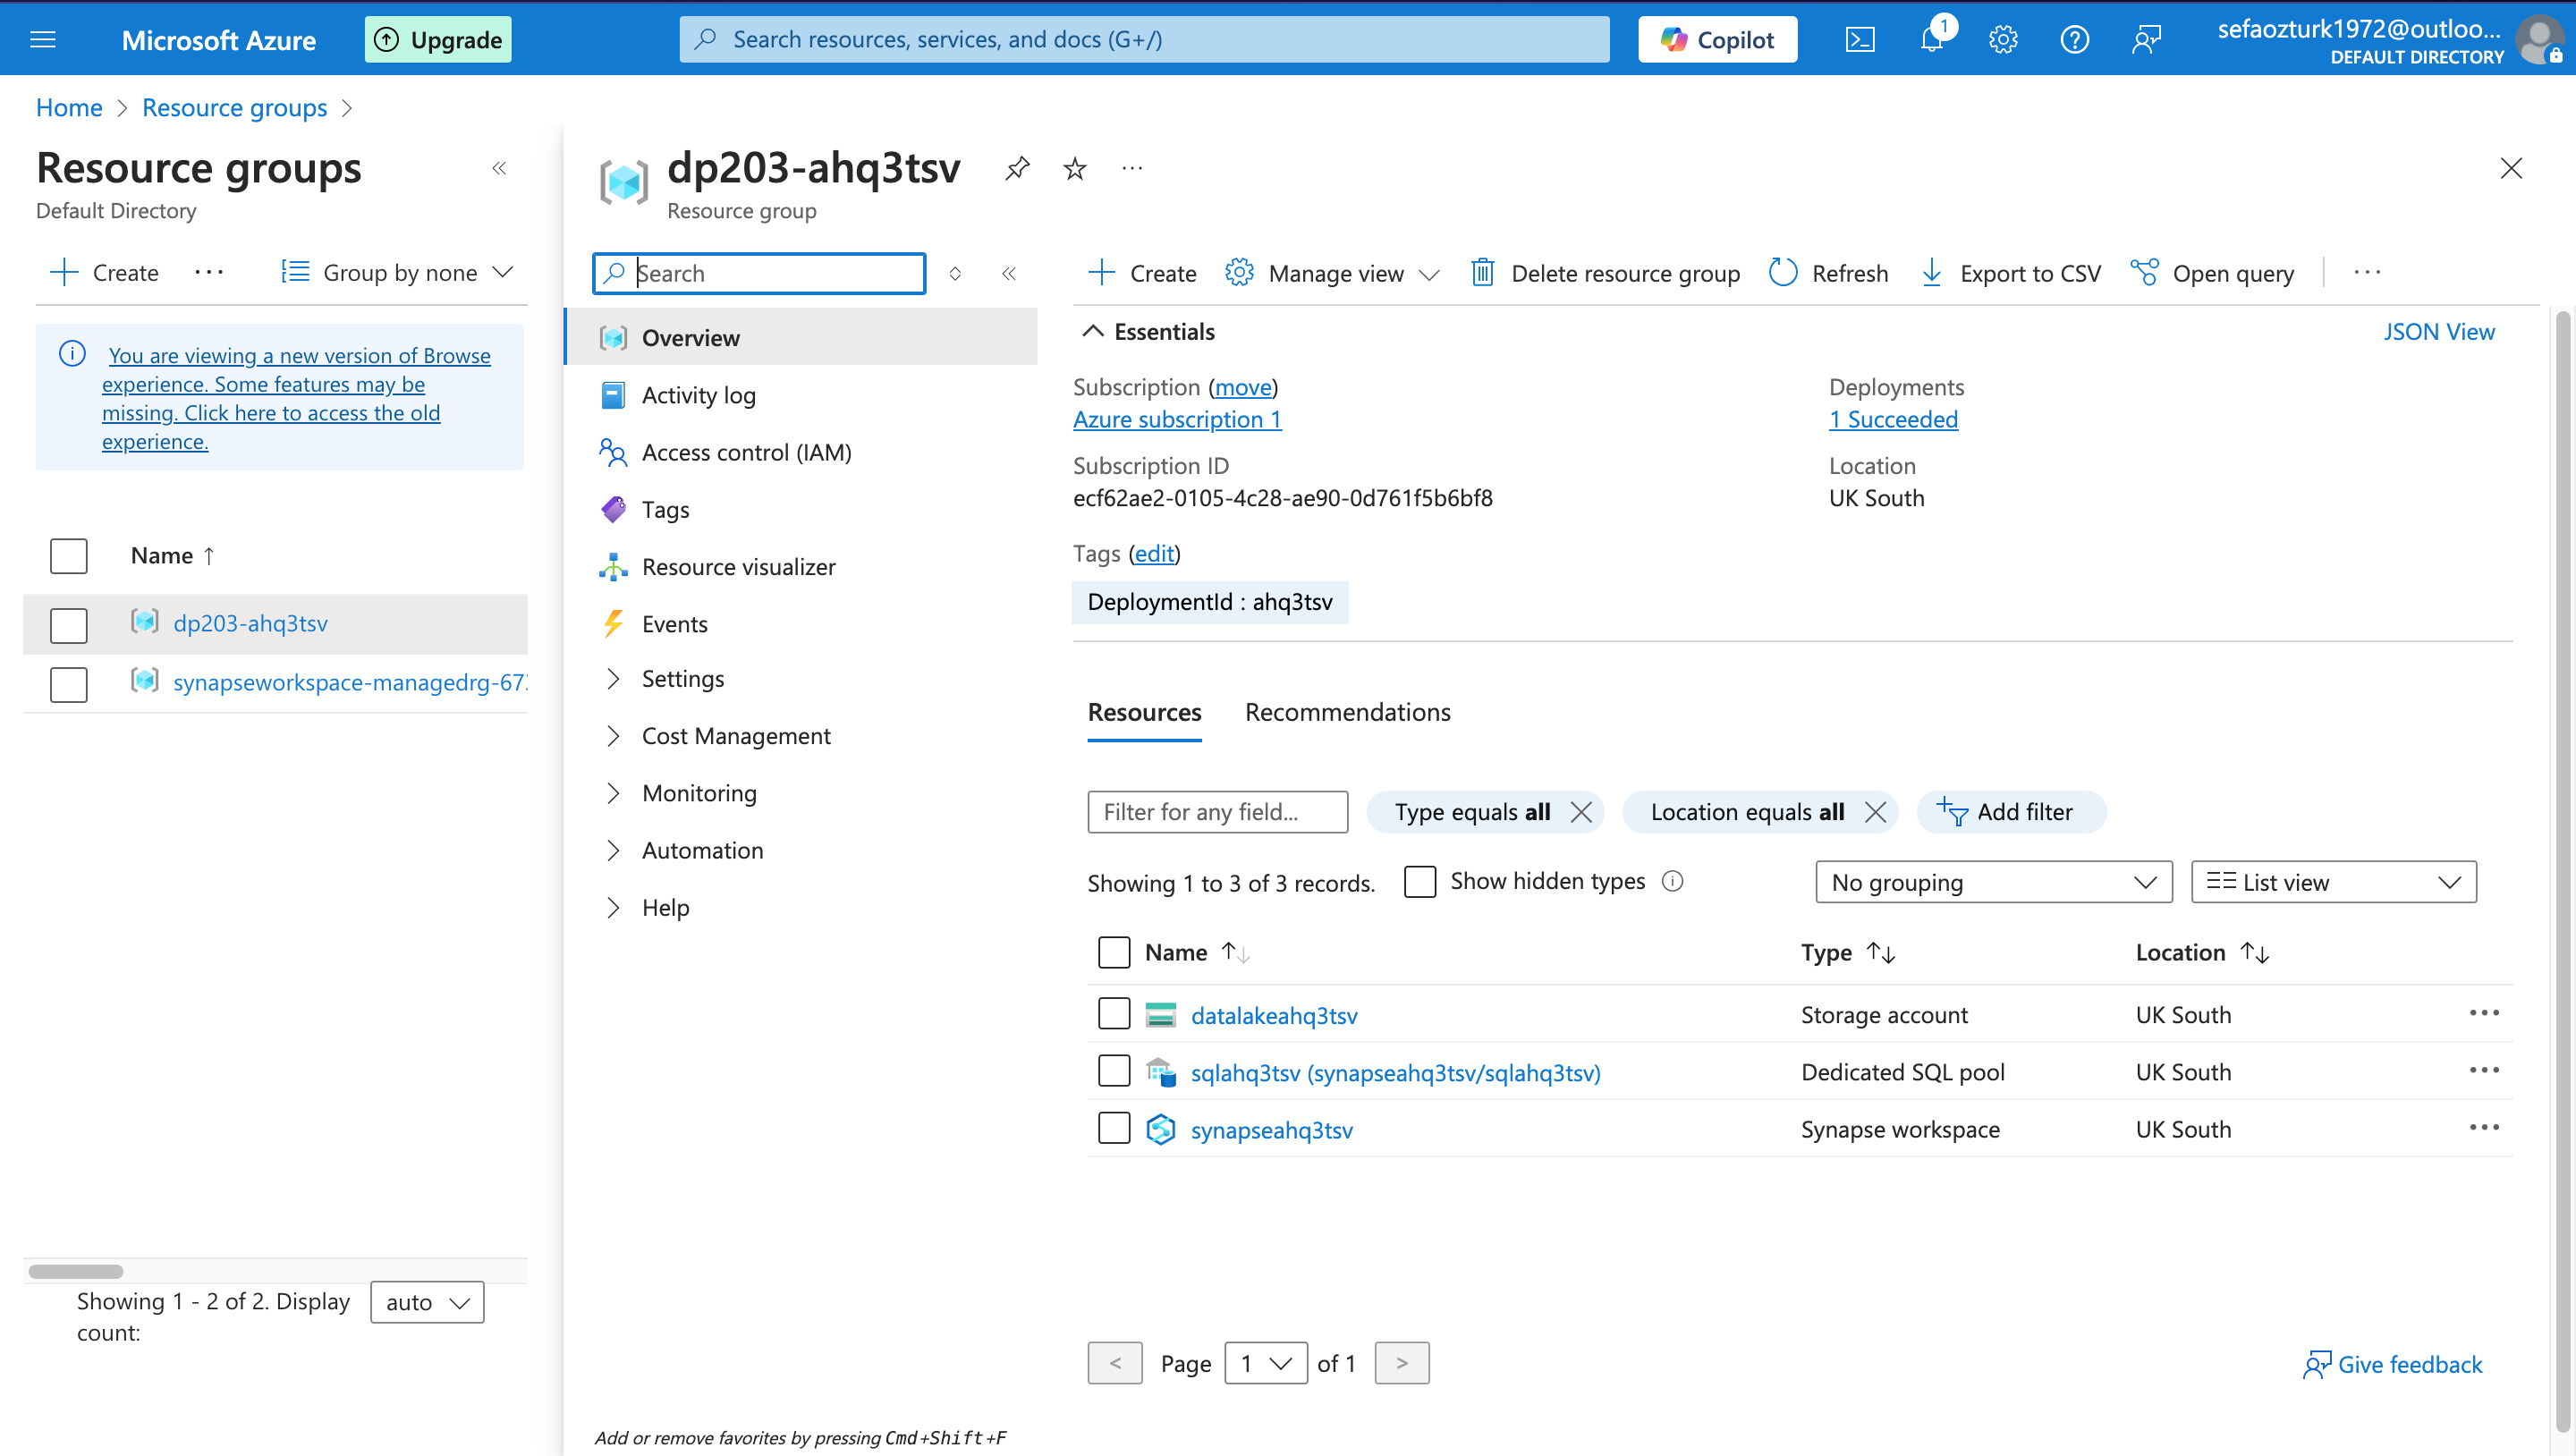 Microsoft Azure
Upgrade
Search resources, services, and docs (G+/)
Copilot
1
sefaozturk1972@outloo...
DEFAULT DIRECTORY
Home
Resource groups
Resource groups
Default Directory
Create
Group by none
You are viewing a new version of Browse
experience. Some features may be
missing. Click here to access the old
experience.
Name ↑
dp203-ahq3tsv
synapseworkspace-managedrg-67
Showing 1 - 2 of 2. Display
count:
auto
dp203-ahq3tsv
Resource group
Search
Overview
Activity log
Access control (IAM)
Tags
Resource visualizer
Events
Settings
Cost Management
Monitoring
Automation
Help
Add or remove favorites by pressing Cmd+Shift+F
Create
Manage view
Delete resource group
Refresh
Export to CSV
Open query
Essentials
JSON View
Subscription (move)
Azure subscription 1
Subscription ID
ecf62ae2-0105-4c28-ae90-0d761f5b6bf8
Deployments
1 Succeeded
Location
UK South
Tags (edit)
DeploymentId : ahq3tsv
Resources
Recommendations
Filter for any field...
Type equals all
Location equals all
Add filter
Showing 1 to 3 of 3 records.
Show hidden types
No grouping
List view
Name ↑↓
Type ↑↓
Location ↑↓
datalakeahq3tsv
Storage account
UK South
sqlahq3tsv (synapseahq3tsv/sqlahq3tsv)
Dedicated SQL pool
UK South
synapseahq3tsv
Synapse workspace
UK South
< Page 1 of 1 >
Give feedback